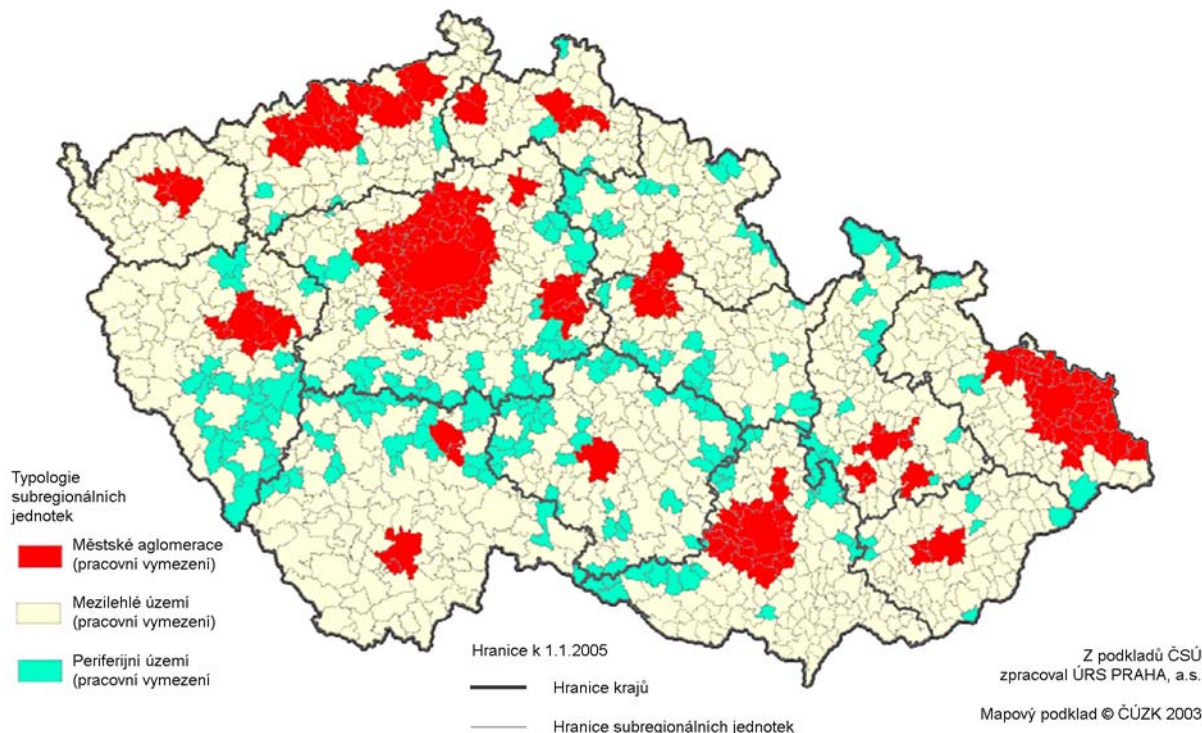 Typologie
subregionálních
jednotek
Městské aglomerace
(pracovní vymezení)
Mezilehlé území
(pracovní vymezení)
Periferijní území
(pracovní vymezení
Hranice k 1.1.2005
Hranice krajů
Hranice subregionálních jednotek
Z podkladů ČSÚ
zpracoval ÚRS PRAHA, a.s.
Mapový podklad © ČÚZK 2003